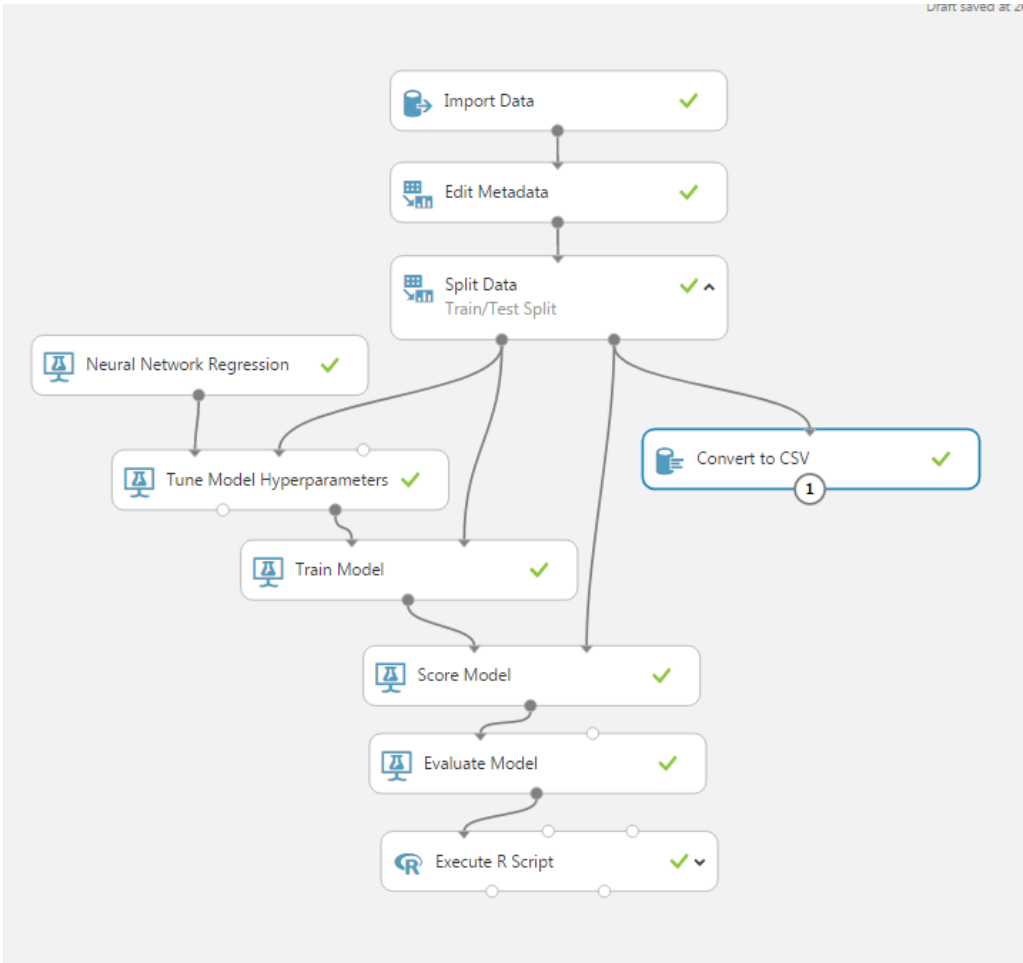 Draft saved at 20
Import Data
Edit Metadata
Split Data
Train/Test Split
Neural Network Regression
Convert to CSV
1
Tune Model Hyperparameters
Train Model
Score Model
Evaluate Model
R
Execute R Script